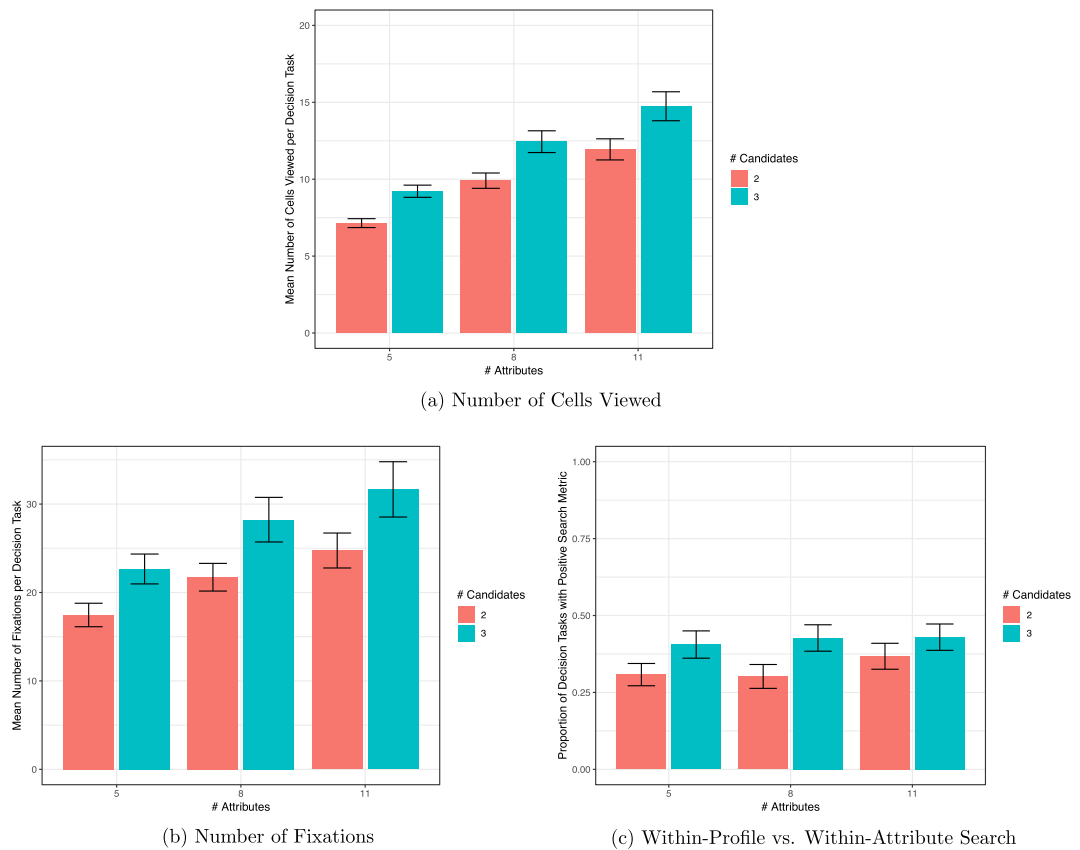 Mean Number of Cells Viewed per Decision Task
20
15
10
5
0
5
8
11
# Attributes
# Candidates
2
3
(a) Number of Cells Viewed
Mean Number of Fixations per Decision Task
30
20
10
0
5
8
11
# Attributes
# Candidates
2
3
(b) Number of Fixations
Proportion of Decision Tasks with Positive Search Metric
1.00
0.75
0.50
0.25
0.00
5
8
11
# Attributes
# Candidates
2
3
(c) Within-Profile vs. Within-Attribute Search